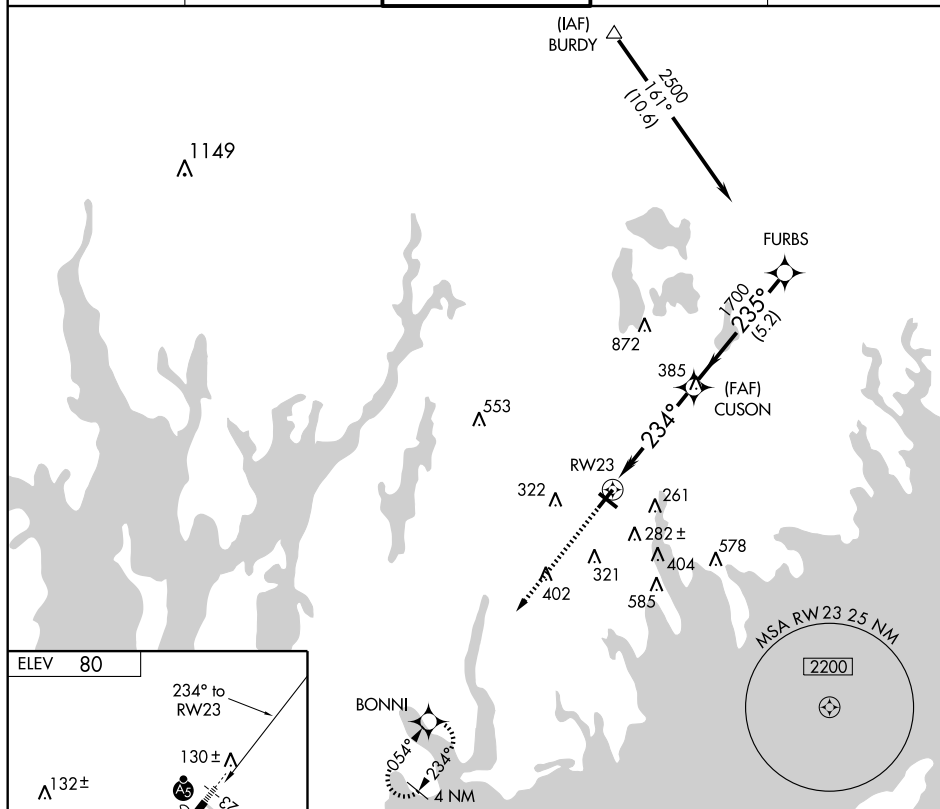 (IAF)
BURDY
2500
161°
(10.6)
1149
FURBS
1700
235°
(5.2)
872
385
(FAF)
CUSON
553
234°
RW23
322
261
282 ±
404
578
321
402
585
MSA RW23 25 NM
2200
ELEV 80
234° to
RW23
BONNI
054°
234°
4 NM
130 ±
132 ±
A5
23